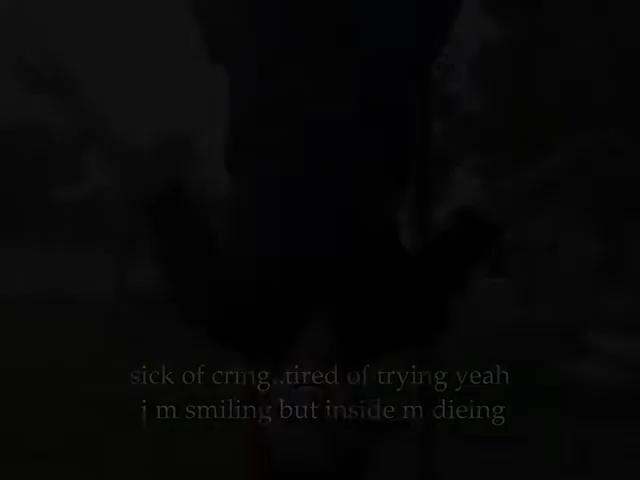 sick of cring..tired of trying yeah
j m smiling but inside m dieing